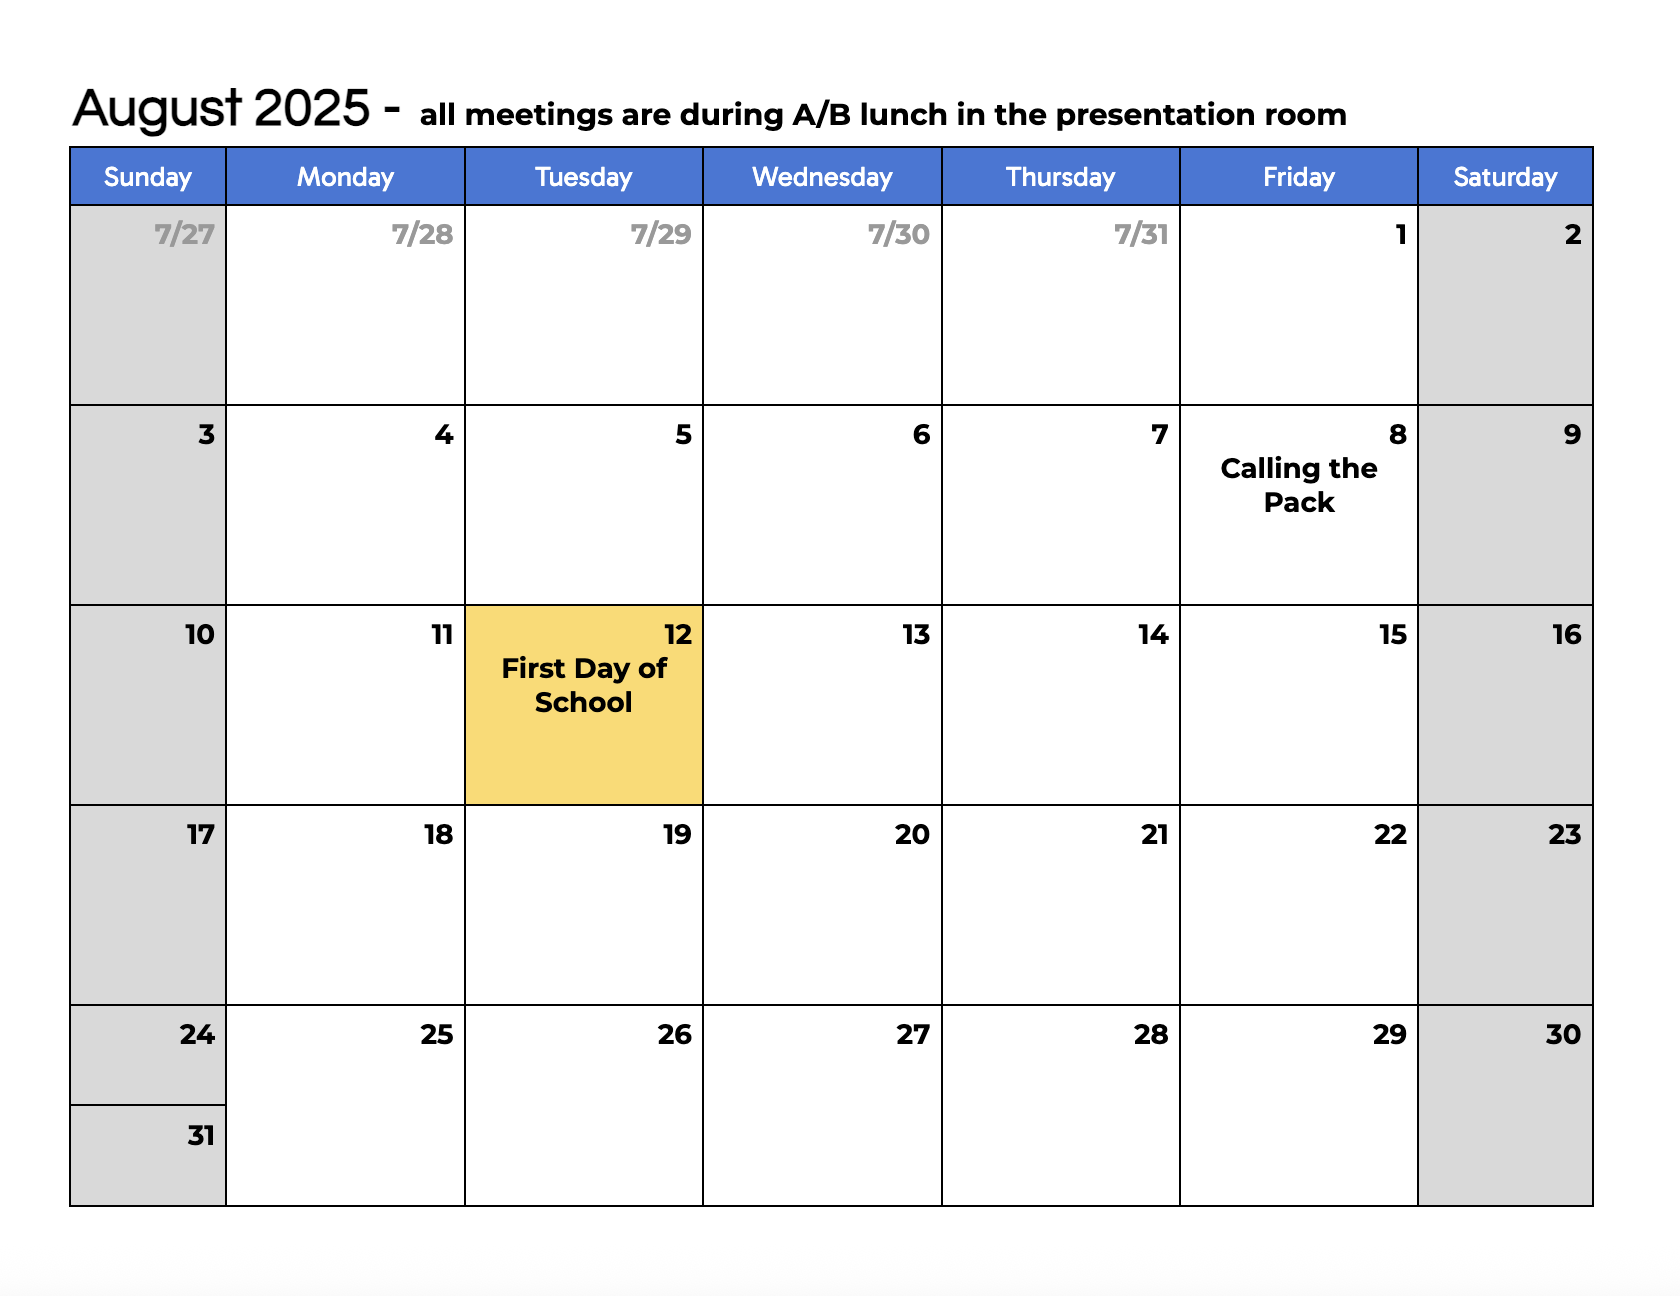 August 2025 - all meetings are during A/B lunch in the presentation room
Sunday Monday Tuesday Wednesday Thursday Friday Saturday
7/27 7/28 7/29 7/30 7/31 1 2
3 4 5 6 7 8 9
Calling the
Pack
10 11 12 13 14 15 16
First Day of
School
17 18 19 20 21 22 23
24 25 26 27 28 29 30
31